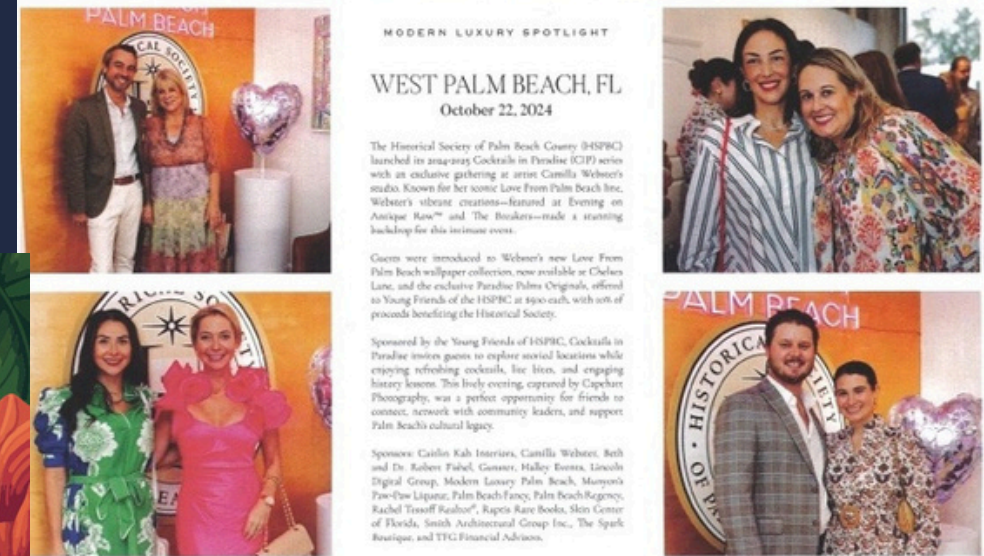 PALM BEACH
ICAL SOCIETY
MODERN LUXURY SPOTLIGHT
WEST PALM BEACH, FL
October 22, 2024
The Historical Society of Palm Beach County (HSPBC)
launched its 2024-2025 Cocktails in Paradise (CIP) series
with an exclusive gathering at artist Camilla Webster's
studio. Known for her iconic Love From Palm Beach line,
Webster's vibrant creations—featured at Evening on
Antique Row™ and The Breakers—made a stunning
backdrop for this intimate event.
Guests were introduced to Webster's new Love From
Palm Beach wallpaper collection, now available at Chelsea
Lane, and the exclusive Paradise Palms Originals, offered
to Young Friends of the HSPBC at $900 each, with 10% of
proceeds benefiting the Historical Society.
Sponsored by the Young Friends of HSPBC, Cocktails in
Paradise invites guests to explore storied locations while
enjoying refreshing cocktails, lite bites, and engaging
history lessons. This lively evening, captured by Capehart
Photography, was a perfect opportunity for friends to
connect, network with community leaders, and support
Palm Beach's cultural legacy.
Sponsors: Caitlin Kah Interiors, Camilla Webster, Beth
and Dr. Robert Fishel, Gunster, Halley Events, Lincoln
Digital Group, Modern Luxury Palm Beach, Munyon's
Paw-Paw Liqueur, Palm Beach Fancy, Palm Beach Regency,
Rachel Tassoff Realtor®, Raptis Rare Books, Skin Center
of Florida, Smith Architectural Group Inc., The Spark
Boutique, and TFG Financial Advisors.
RICAL SO
EA
PALM BEACH
HISTORICA
IETY
OF P